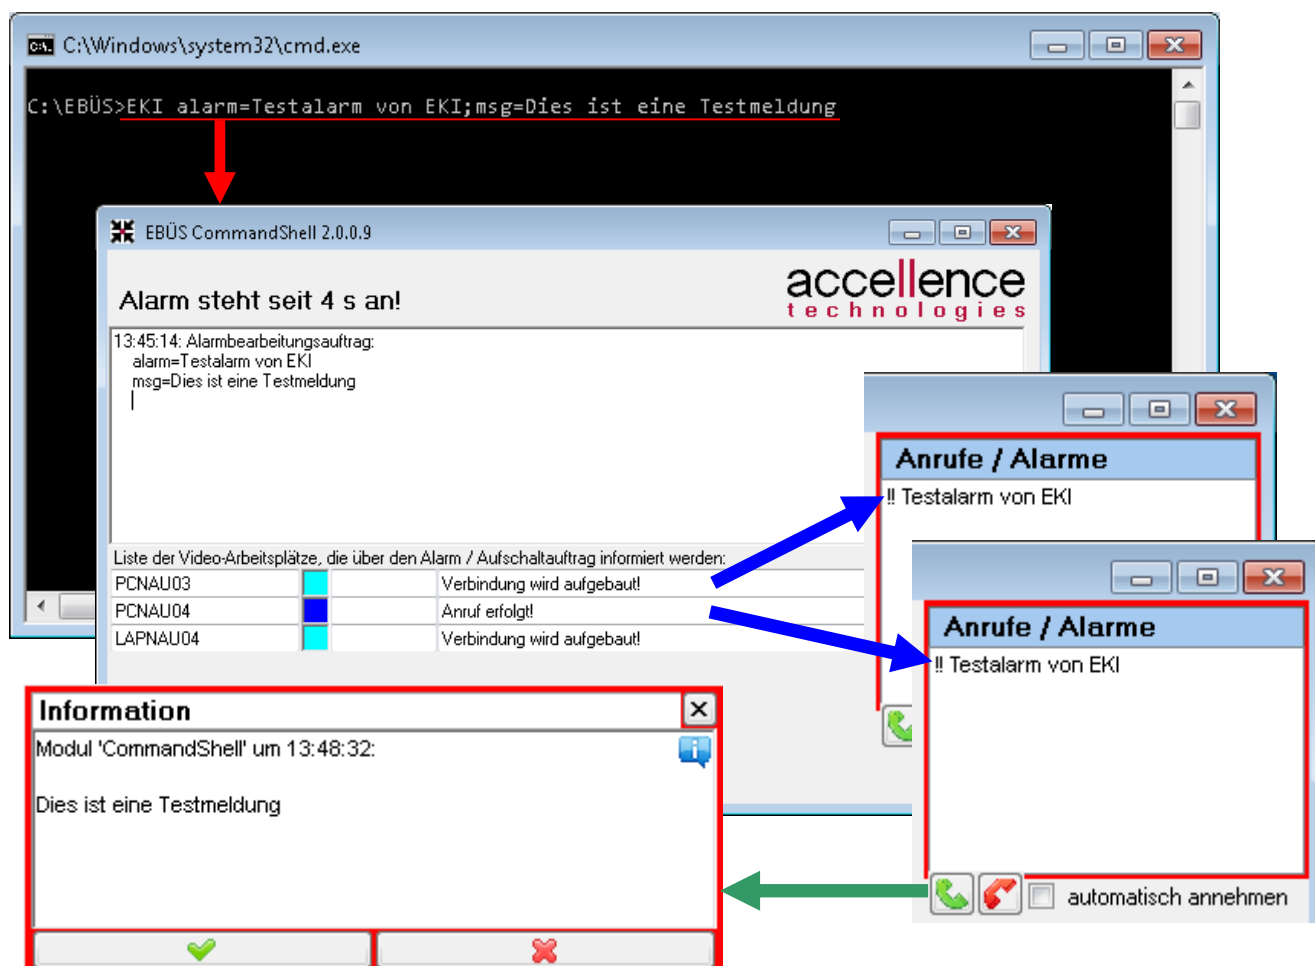 C:\Windows\system32\cmd.exe
C:\EBÜS>EKI alarm=Testalarm von EKI;msg=Dies ist eine Testmeldung
EBÜS CommandShell 2.0.0.9
Alarm steht seit 4 s an!
accellence
technologies
13:45:14: Alarmbearbeitungsauftrag:
alarm=Testalarm von EKI
msg=Dies ist eine Testmeldung
Liste der Video-Arbeitsplätze, die über den Alarm / Aufschaltauftrag informiert werden:
PCNAU03 Verbindung wird aufgebaut!
PCNAU04 Anruf erfolgt!
LAPNAU04 Verbindung wird aufgebaut!
Anrufe / Alarme
!! Testalarm von EKI
Anrufe / Alarme
!! Testalarm von EKI
automatisch annehmen
Information
Modul 'CommandShell' um 13:48:32:
Dies ist eine Testmeldung